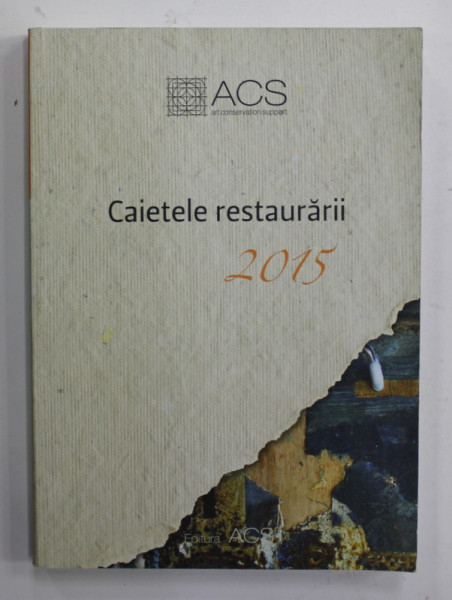 ACS
art conservation support
Caietele restaurării
2015
Editura ACS